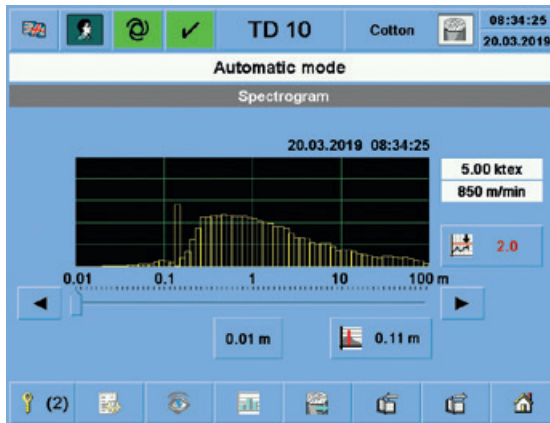 TD 10 Cotton 08:34:25
20.03.2019
Automatic mode
Spectrogram
20.03.2019 08:34:25
5.00 ktex
850 m/min
2.0
0.01 0.1 1 10 100 m
0.01 m 0.11 m
(2)